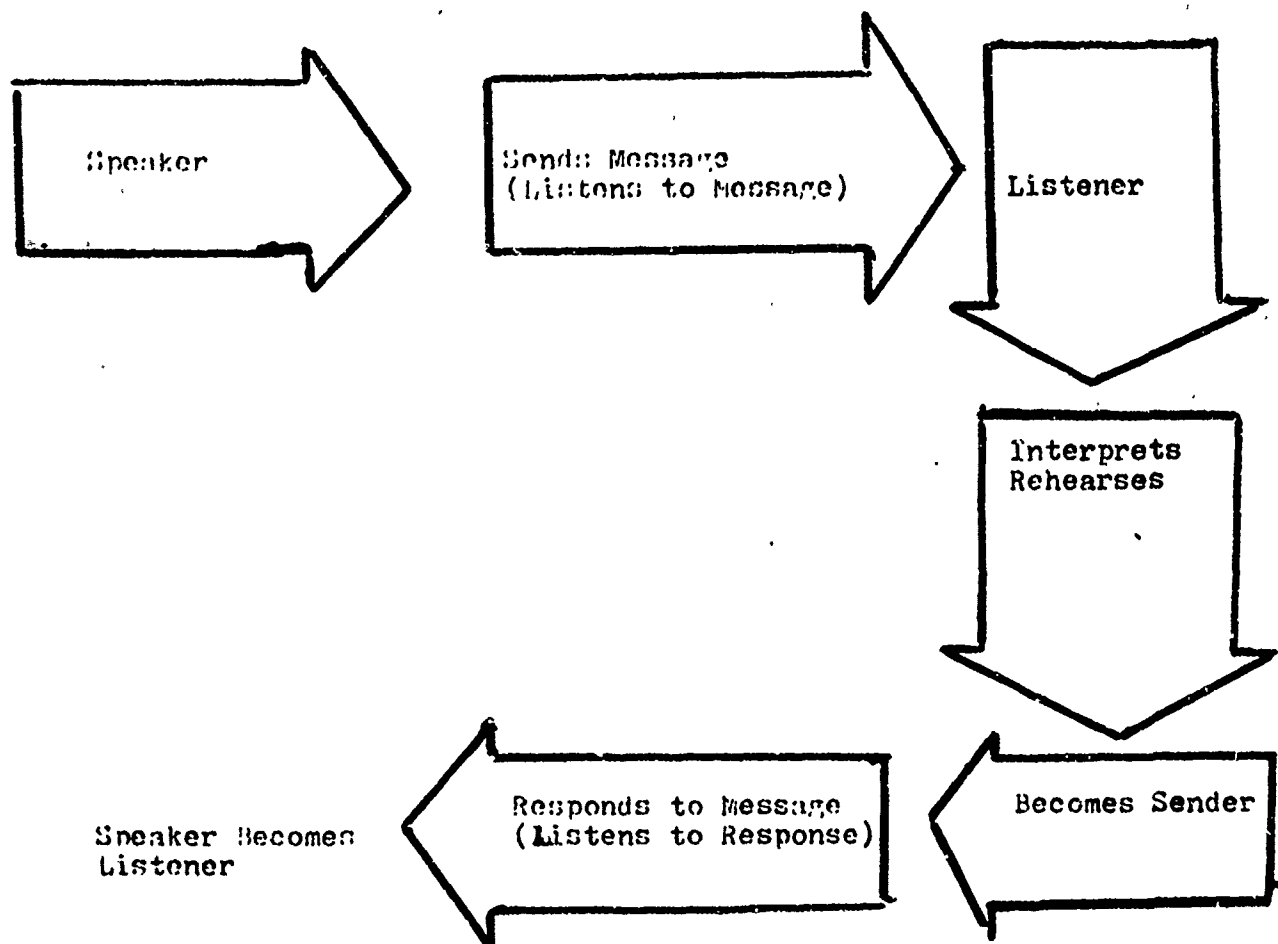 Speaker
Sends Message
(Listens to Message)
Listener
Interprets
Rehearses
Becomes Sender
Responds to Message
(Listens to Response)
Speaker Becomes
Listener